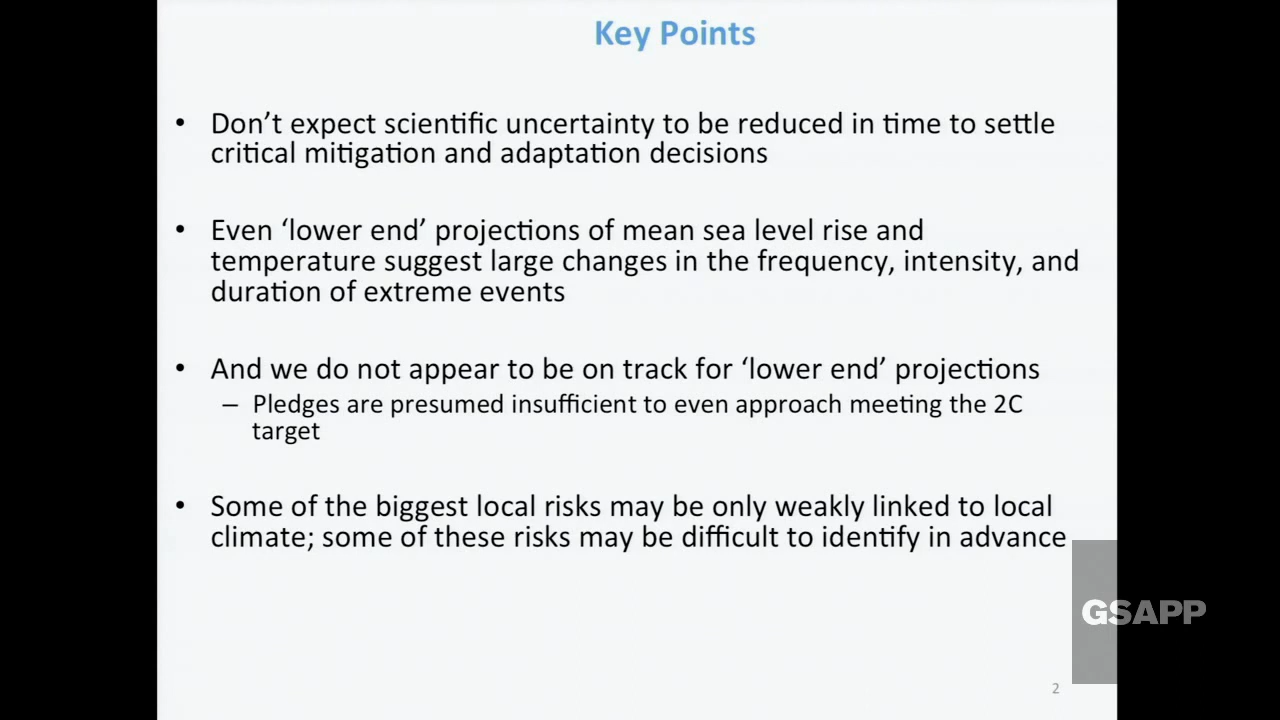 Key Points
• Don’t expect scientific uncertainty to be reduced in time to settle
critical mitigation and adaptation decisions
• Even ‘lower end’ projections of mean sea level rise and
temperature suggest large changes in the frequency, intensity, and
duration of extreme events
• And we do not appear to be on track for ‘lower end’ projections
– Pledges are presumed insufficient to even approach meeting the 2C
target
• Some of the biggest local risks may be only weakly linked to local
climate; some of these risks may be difficult to identify in advance
GSAPP
2